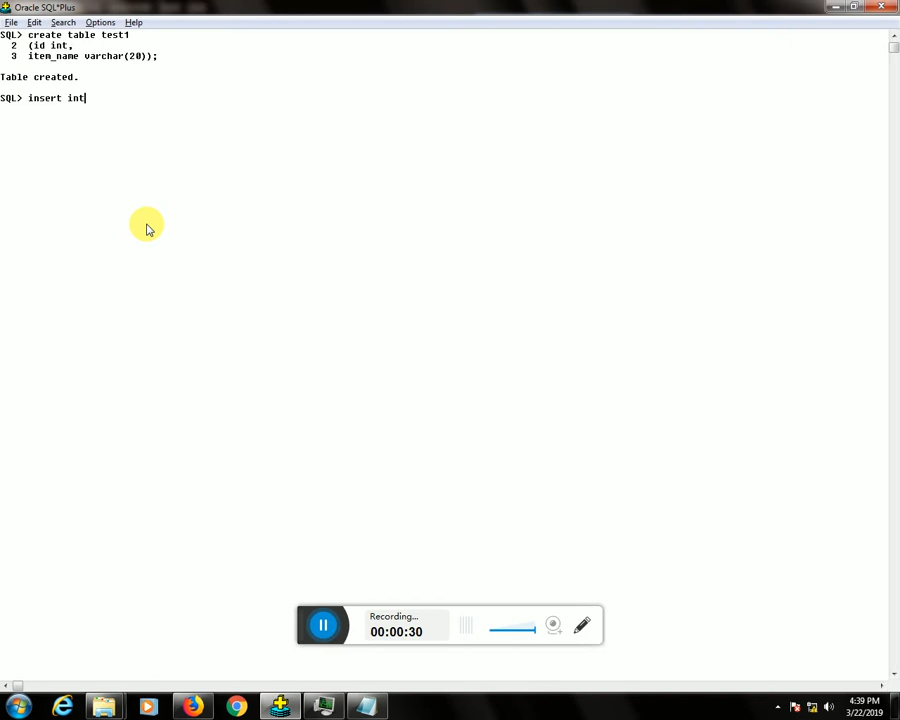 Oracle SQL*Plus
File Edit Search Options Help
SQL> create table test1
2 (id int,
3 item_name varchar(20));
Table created.
SQL> insert int
Recording...
00:00:30
4:39 PM
3/22/2019